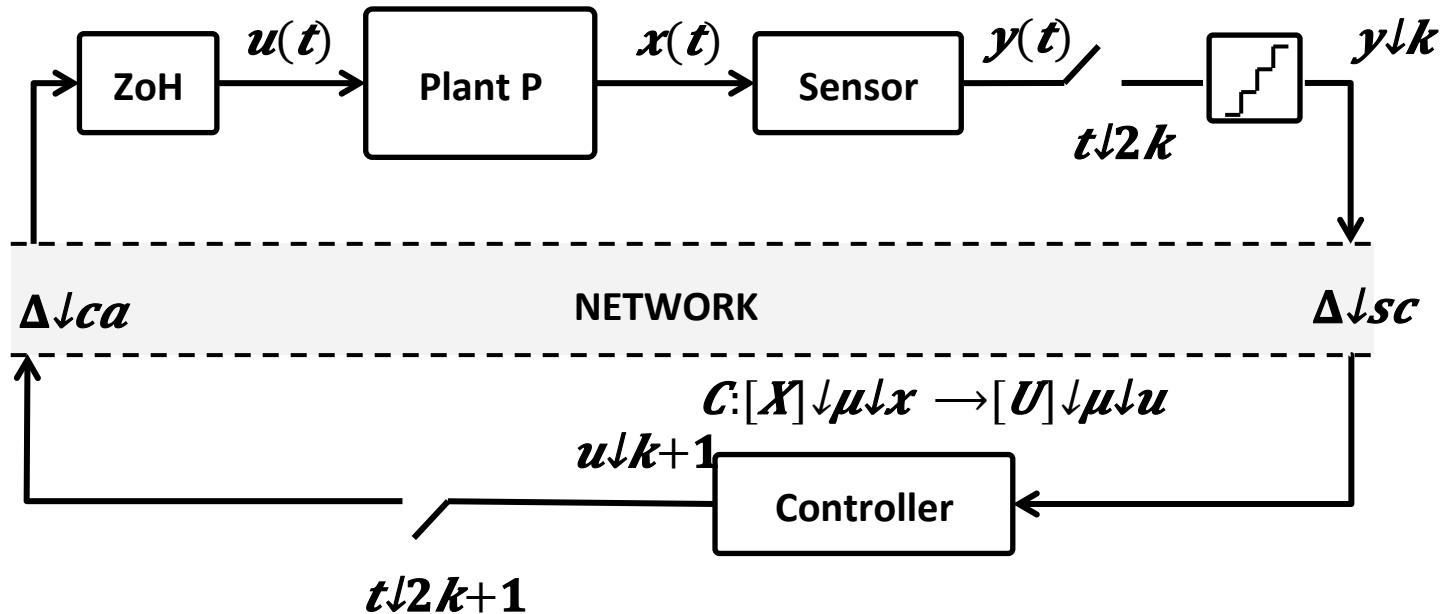 u(t)
x(t)
y(t)
y↓k
ZoH
Plant P
Sensor
t↓2k
Δ↓ca
NETWORK
Δ↓sc
C:[X]↓μ↓x ⟶[U]↓μ↓u
u↓k+1
Controller
t↓2k+1